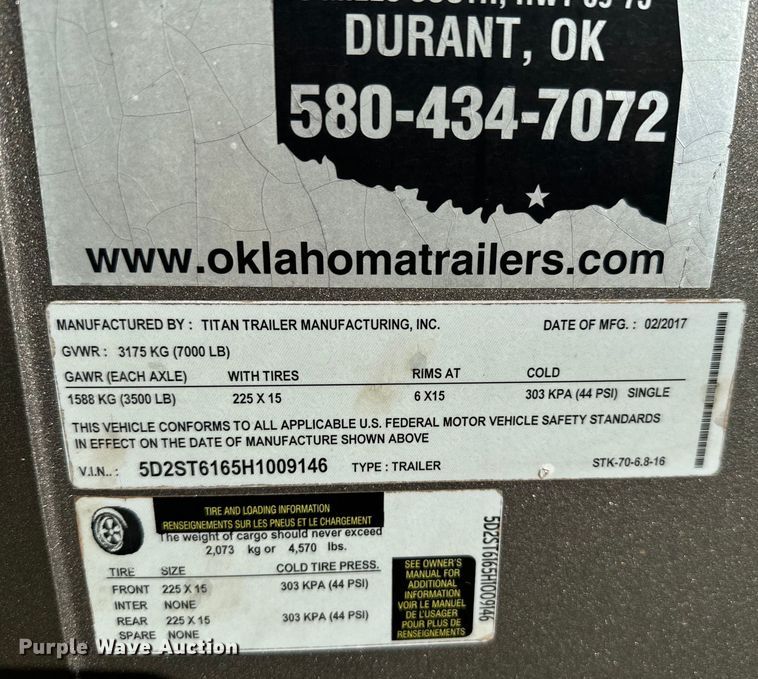 DURANT, OK
580-434-7072
www.oklahomatrailers.com
MANUFACTURED BY : TITAN TRAILER MANUFACTURING, INC. DATE OF MFG. : 02/2017
GVWR : 3175 KG (7000 LB)
GAWR (EACH AXLE) WITH TIRES RIMS AT COLD
1588 KG (3500 LB) 225 X 15 6 X15 303 KPA (44 PSI) SINGLE
THIS VEHICLE CONFORMS TO ALL APPLICABLE U.S. FEDERAL MOTOR VEHICLE SAFETY STANDARDS
IN EFFECT ON THE DATE OF MANUFACTURE SHOWN ABOVE
V.I.N.. : 5D2ST6165H1009146 TYPE : TRAILER STK-70-6.8-16
TIRE AND LOADING INFORMATION
RENSEIGNEMENTS SUR LES PNEUS ET LE CHARGEMENT
The weight of cargo should never exceed
2,073 kg or 4,570 lbs.
TIRE SIZE COLD TIRE PRESS.
FRONT 225 X 15 303 KPA (44 PSI)
INTER NONE
REAR 225 X 15 303 KPA (44 PSI)
SPARE NONE
SEE OWNER'S
MANUAL FOR
ADDITIONAL
INFORMATION
VOIR LE MANUEL
DE L'USAGER
POUR PLUS DE
RENSEIGNEMENTS
5D2ST6165H1009146
Purple Wave Auction